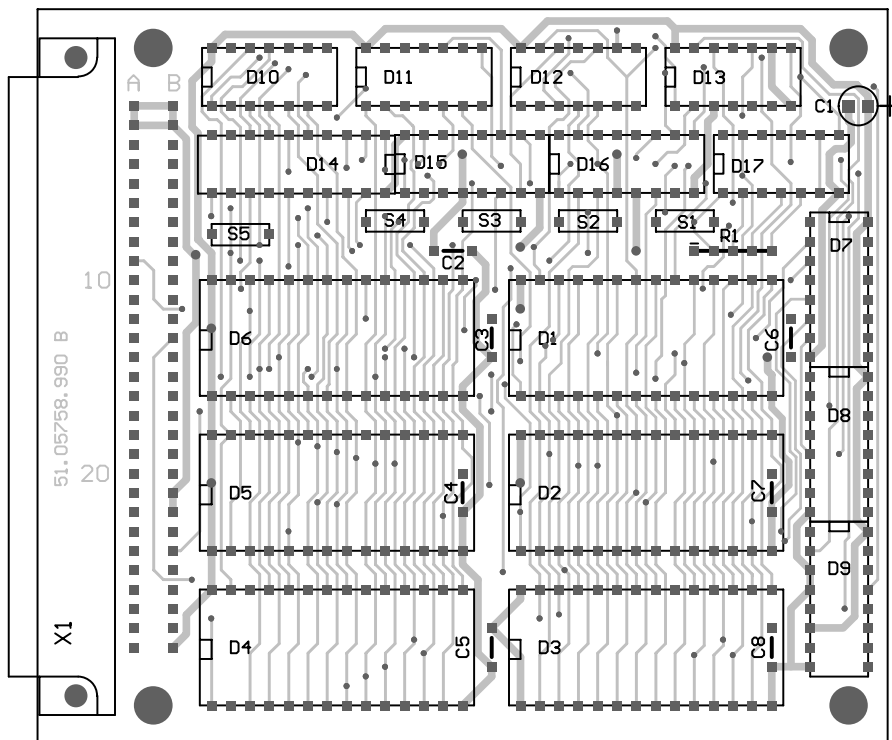 D10 D11 D12 D13
A B
C1
D14 D15 D16 D17
S5 S4 S3 S2 S1
R1
C2
D7
10
D6 C3 D1 C6
51.05758.990 B
D8
20
D5 C4 D2 C7
D9
X1
D4 C5 D3 C8